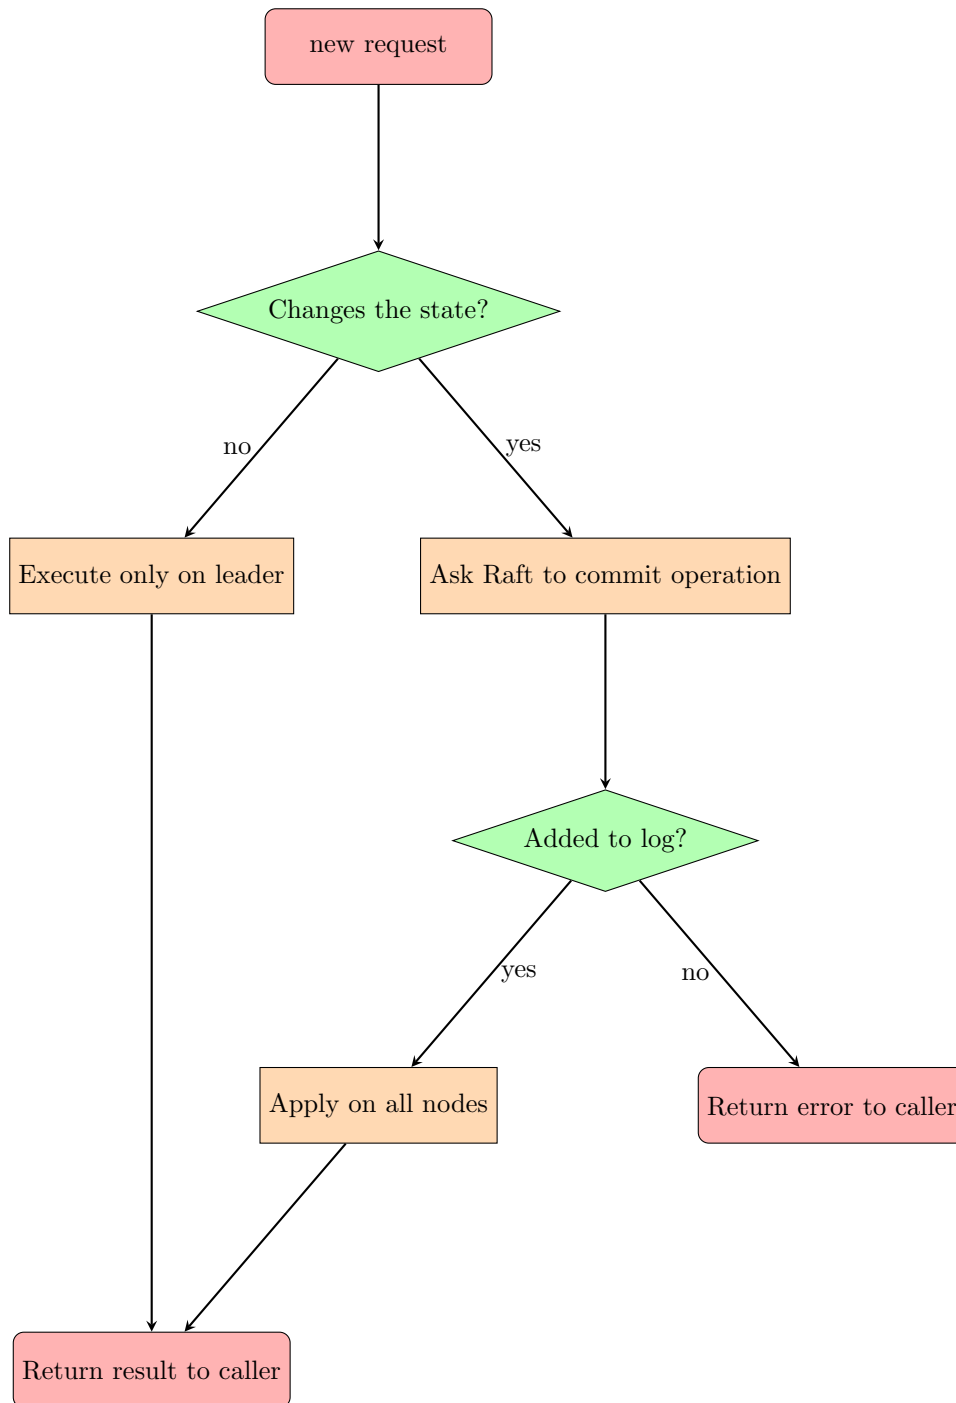 new request
Changes the state?
no
yes
Execute only on leader
Ask Raft to commit operation
Added to log?
yes
no
Apply on all nodes
Return error to caller
Return result to caller